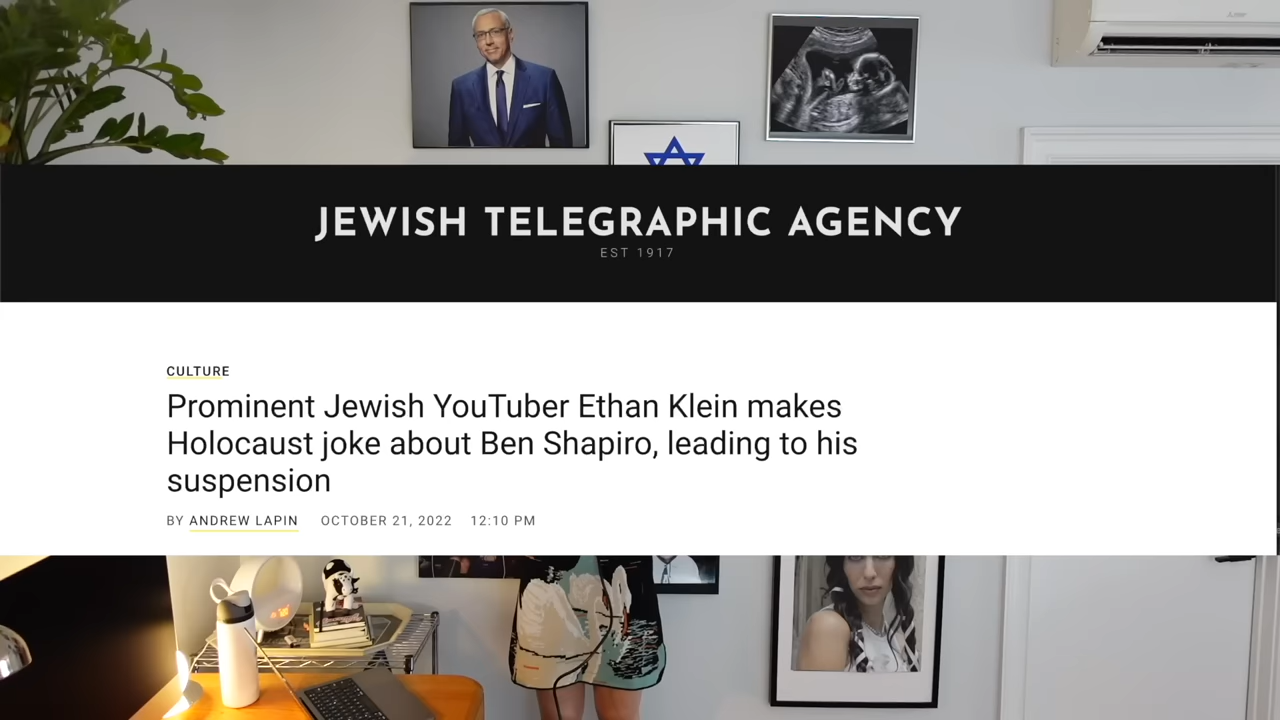 JEWISH TELEGRAPHIC AGENCY
EST 1917
CULTURE
Prominent Jewish YouTuber Ethan Klein makes
Holocaust joke about Ben Shapiro, leading to his
suspension
BY ANDREW LAPIN OCTOBER 21, 2022 12:10 PM